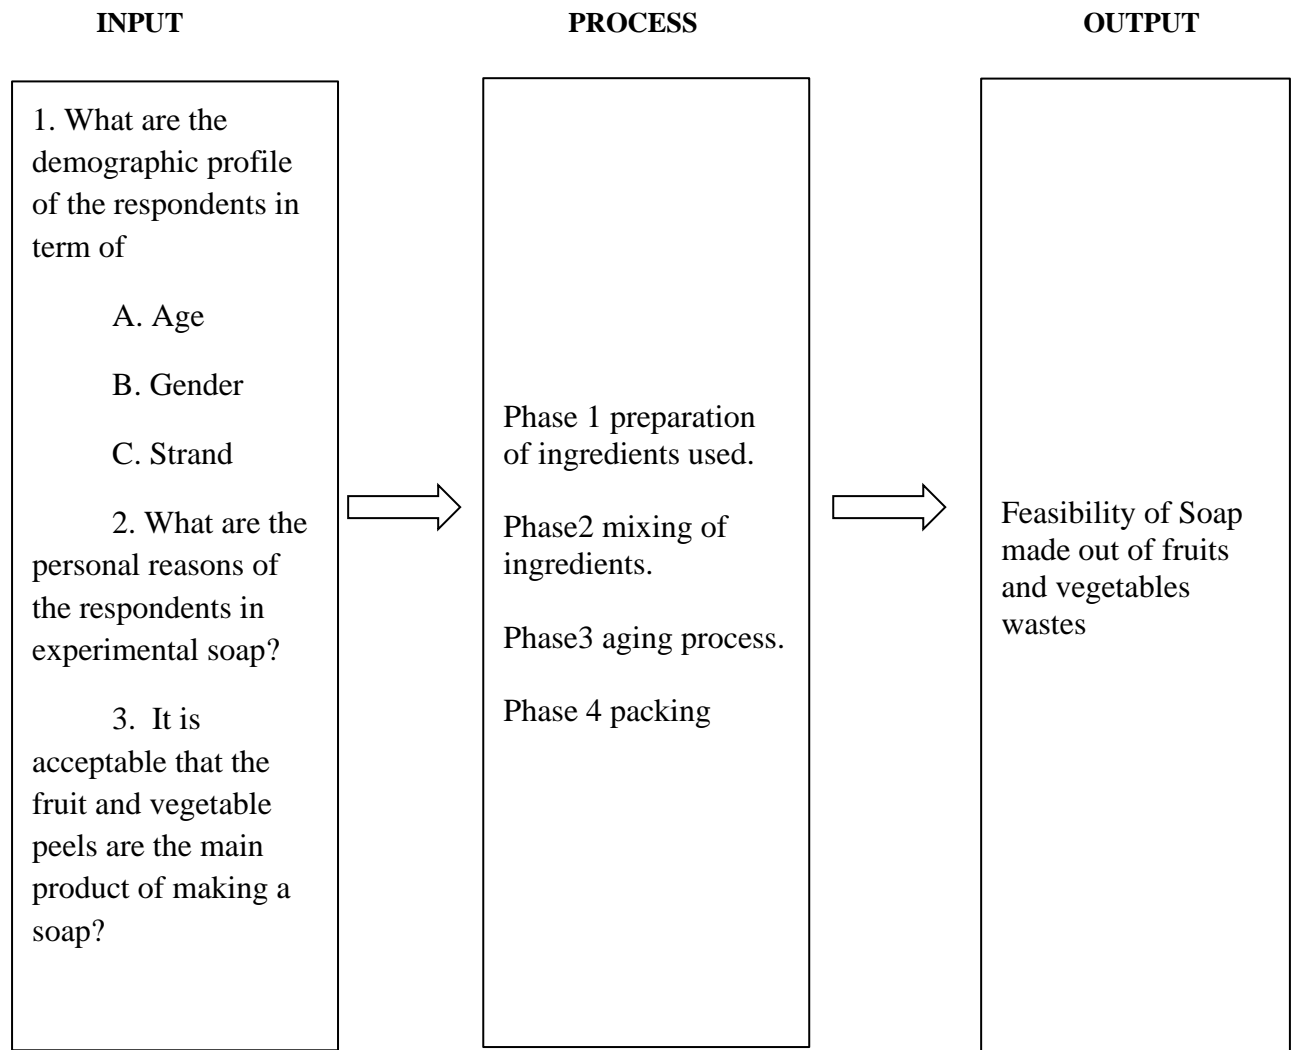 INPUT
PROCESS
OUTPUT
1. What are the
demographic profile
of the respondents in
term of
A. Age
B. Gender
C. Strand
2. What are the
personal reasons of
the respondents in
experimental soap?
3. It is
acceptable that the
fruit and vegetable
peels are the main
product of making a
soap?
Phase 1 preparation
of ingredients used.
Phase2 mixing of
ingredients.
Phase3 aging process.
Phase 4 packing
Feasibility of Soap
made out of fruits
and vegetables
wastes